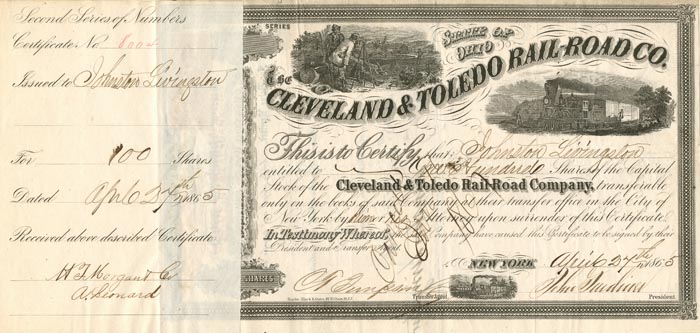 Second Series of Numbers
Certificate No 8002
Issued to Johnston Livingston
For 100 Shares
Dated April 27th 1865
Received above described Certificate
A. Leonard
SERIES
STATE OF
OHIO
THE
CLEVELAND & TOLEDO RAIL-ROAD CO.
This is to Certify that Johnston Livingston
entitled to One Hundred Shares of the Capital
Stock of the Cleveland & Toledo Rail-Road Company, transferable
only on the books of said Company at their transfer office in the City of
New York by him or his Attorney upon surrender of this Certificate.
In Testimony Whereof, the said Company have caused this Certificate to be signed by their
President and Transfer Agent
NEW YORK April 27th 1865
SHARES
Transfer Agent
President